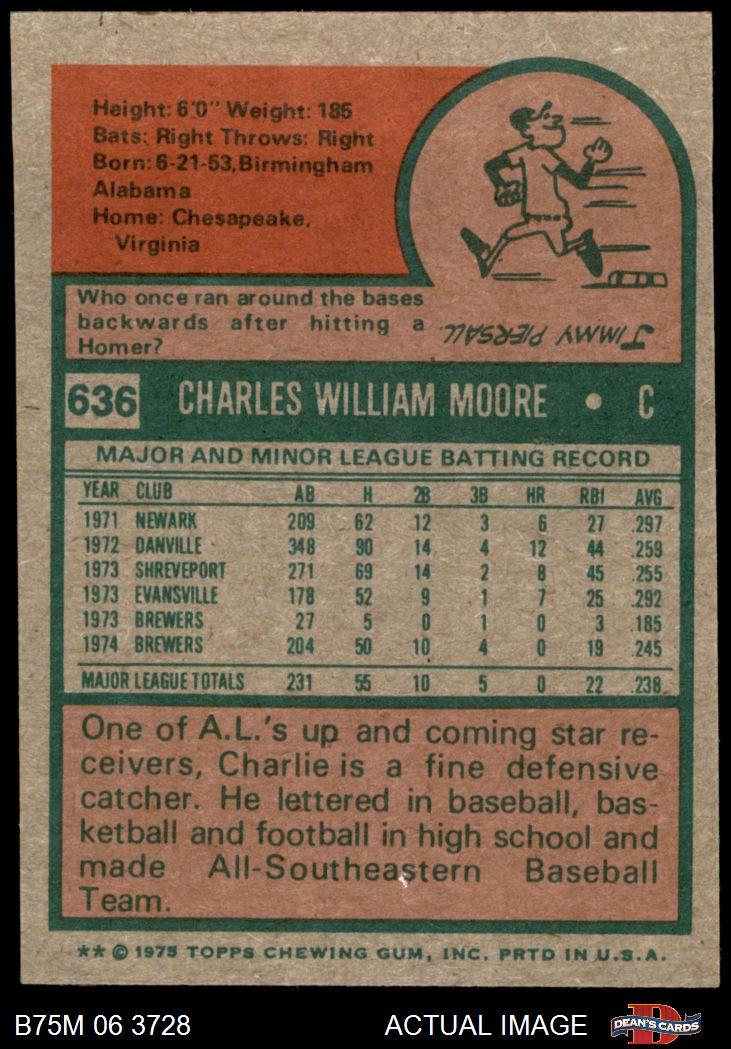 Height: 6'0" Weight: 185
Bats: Right Throws: Right
Born: 6-21-53, Birmingham
Alabama
Home: Chesapeake,
Virginia
Who once ran around the bases
backwards after hitting a
Homer?
JIMMY PIERSALL
636 CHARLES WILLIAM MOORE • C
MAJOR AND MINOR LEAGUE BATTING RECORD
YEAR CLUB AB H 2B 3B HR RBI AVG
1971 NEWARK 209 62 12 3 6 27 .297
1972 DANVILLE 348 90 14 4 12 44 .259
1973 SHREVEPORT 271 69 14 2 8 45 .255
1973 EVANSVILLE 178 52 9 1 7 25 .292
1973 BREWERS 27 5 0 1 0 3 .185
1974 BREWERS 204 50 10 4 0 19 .245
MAJOR LEAGUE TOTALS 231 55 10 5 0 22 .238
One of A.L.'s up and coming star re-
ceivers, Charlie is a fine defensive
catcher. He lettered in baseball, bas-
ketball and football in high school and
made All-Southeastern Baseball
Team.
** © 1975 TOPPS CHEWING GUM, INC. PRTD IN U.S.A.
B75M 06 3728 ACTUAL IMAGE DEAN'S CARDS